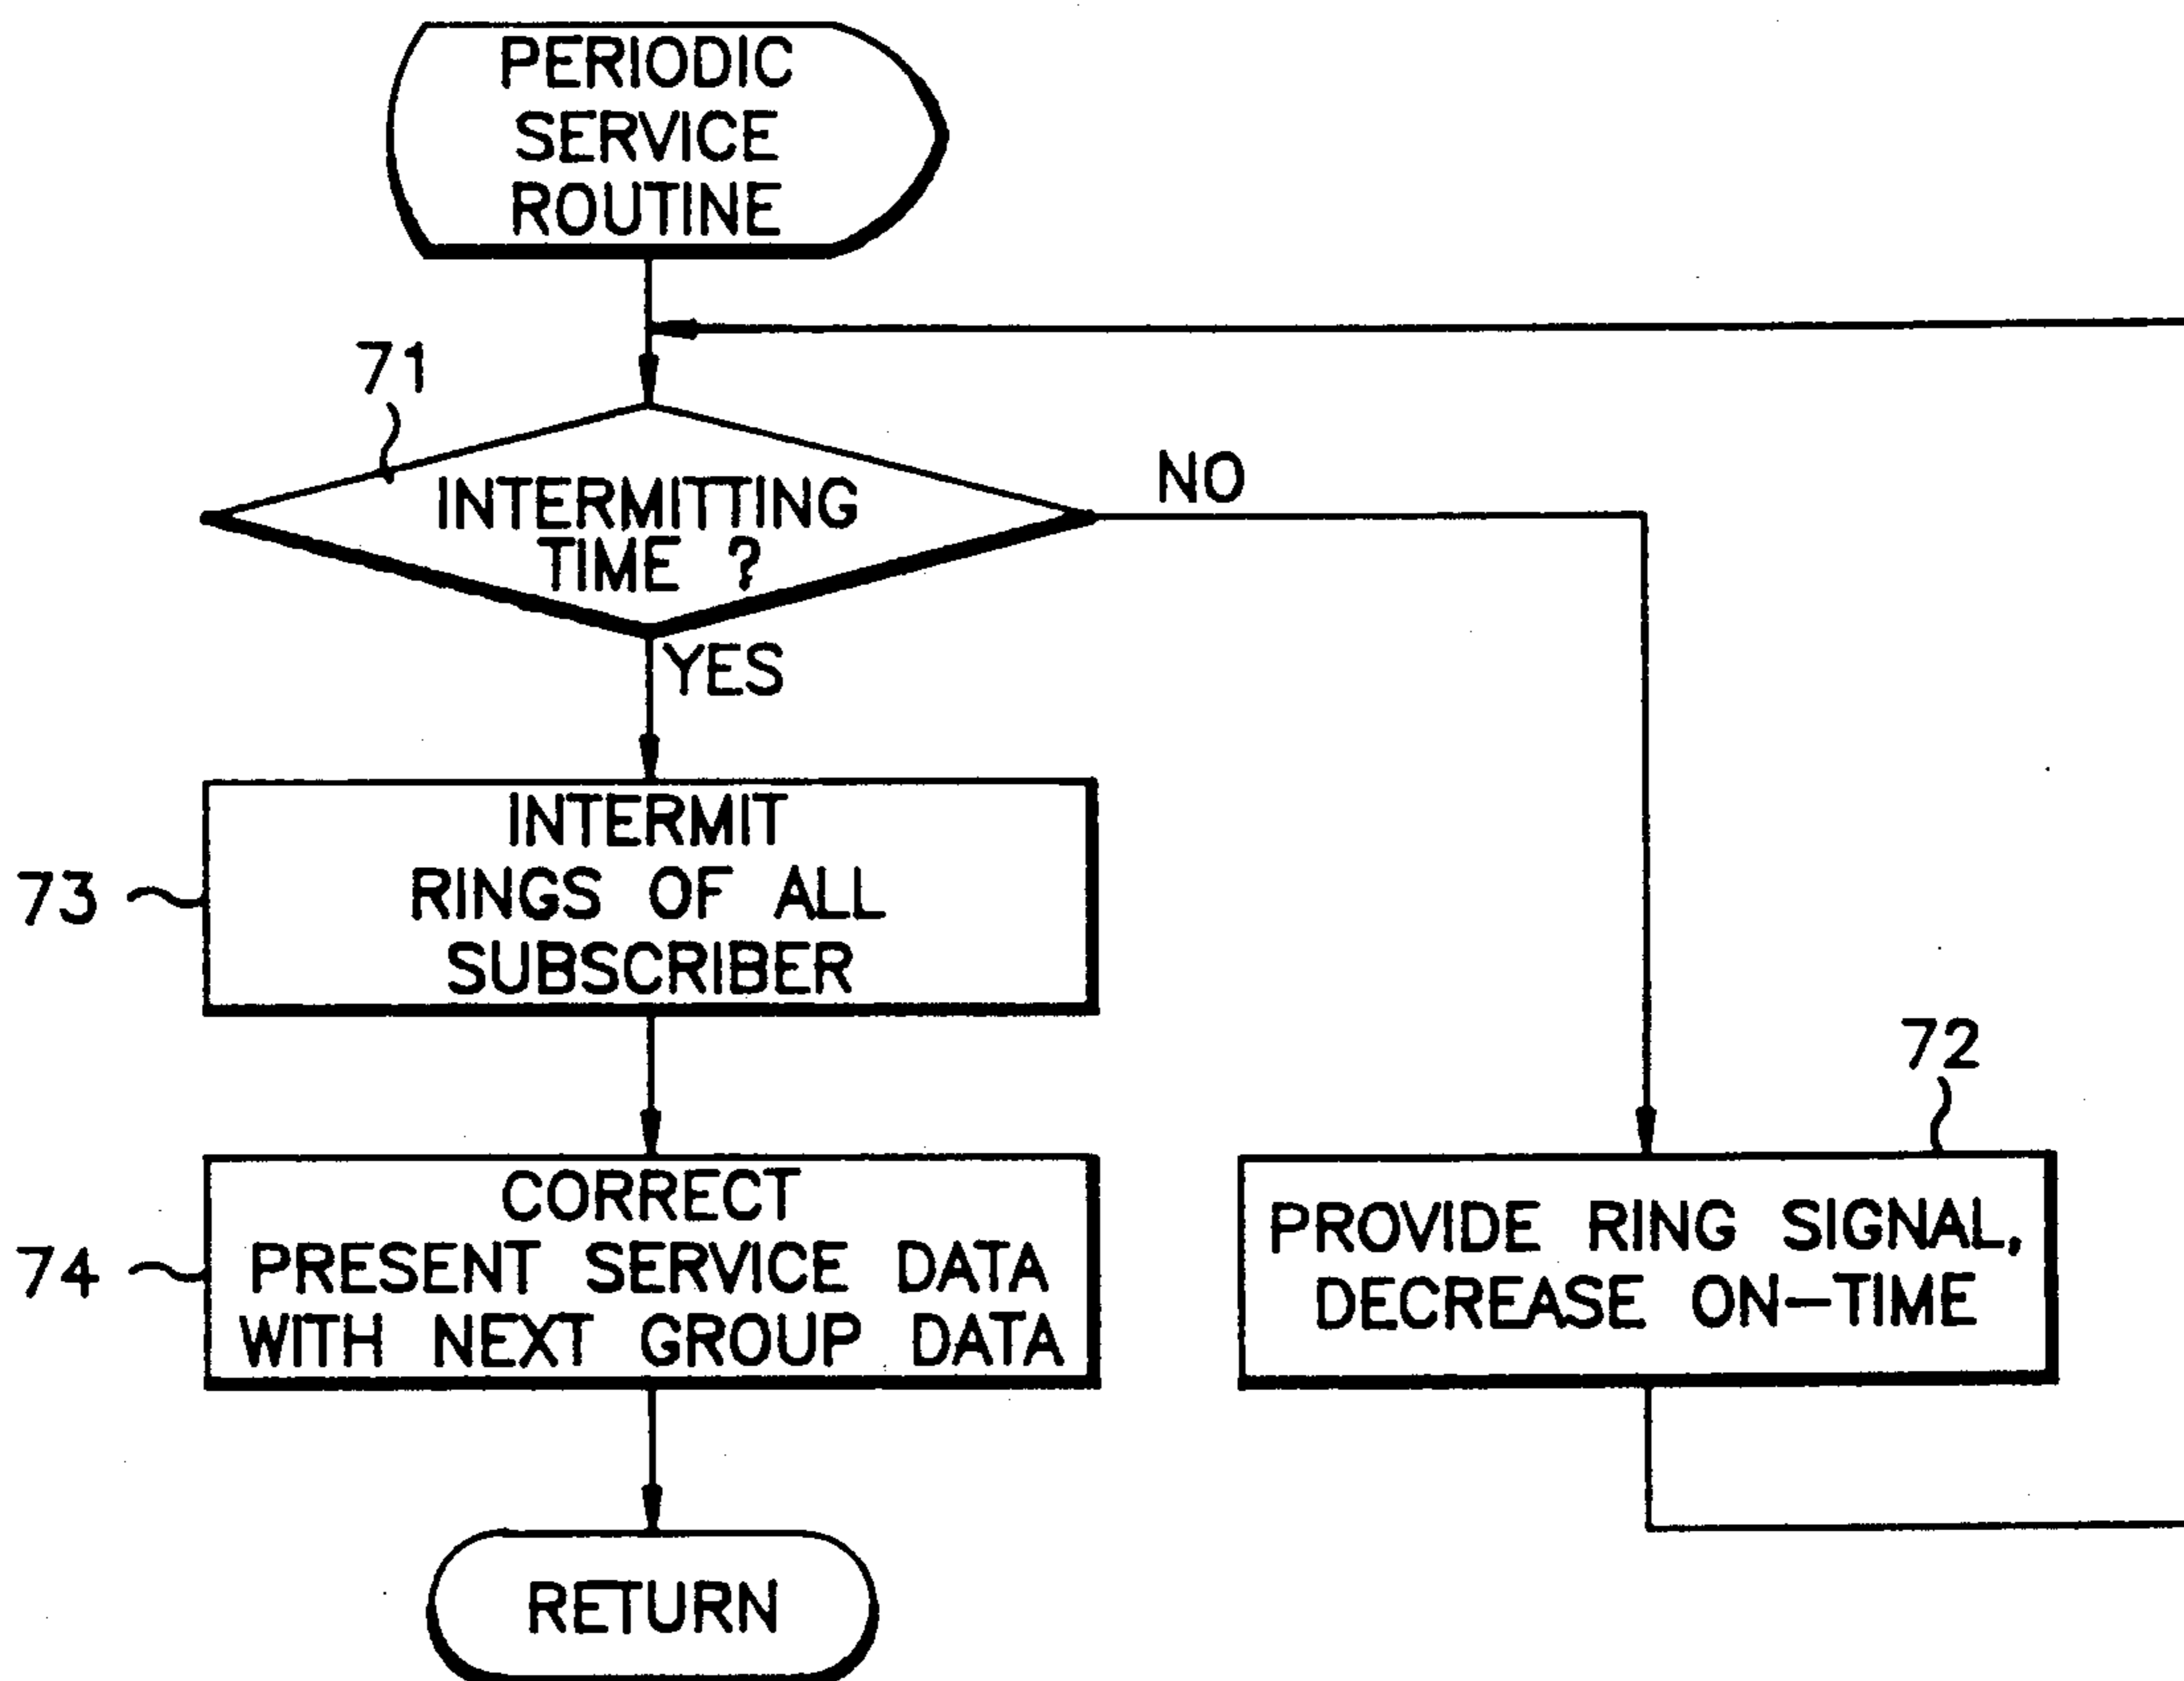 PERIODIC
SERVICE
ROUTINE
71
INTERMITTING
TIME ?
NO
YES
73
INTERMIT
RINGS OF ALL
SUBSCRIBER
74
CORRECT
PRESENT SERVICE DATA
WITH NEXT GROUP DATA
72
PROVIDE RING SIGNAL,
DECREASE ON-TIME
RETURN